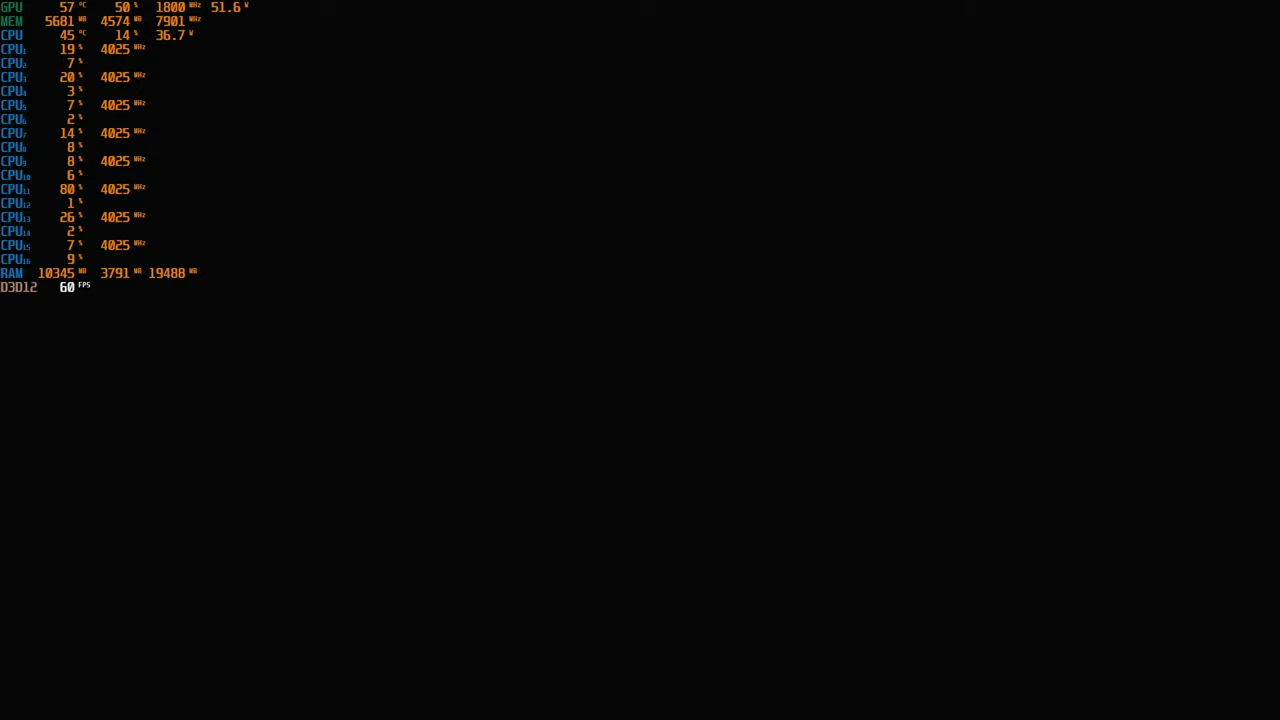 GPU 57 °C 50 % 1800 MHz 51.6 W
MEM 5681 MB 4574 MB 7901 MHz
CPU 45 °C 14 % 36.7 W
CPU1 19 % 4025 MHz
CPU2 7 %
CPU3 20 % 4025 MHz
CPU4 3 %
CPU5 7 % 4025 MHz
CPU6 2 %
CPU7 14 % 4025 MHz
CPU8 8 %
CPU9 8 % 4025 MHz
CPU10 6 %
CPU11 80 % 4025 MHz
CPU12 1 %
CPU13 26 % 4025 MHz
CPU14 2 %
CPU15 7 % 4025 MHz
CPU16 9 %
RAM 10345 MB 3791 MB 19488 MB
D3D12 60 FPS